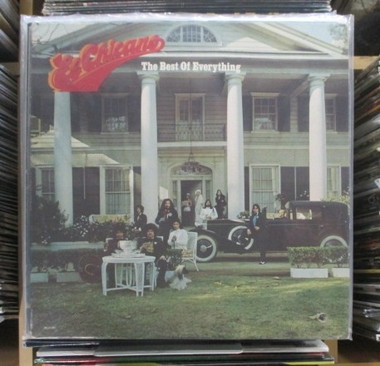 El Chicano
The Best Of Everything